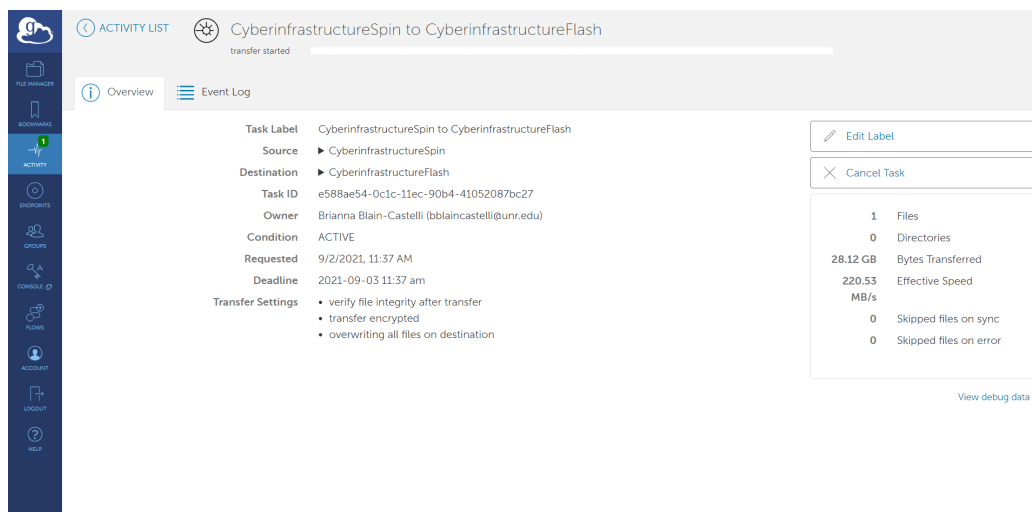 g
ACTIVITY LIST
CyberinfrastructureSpin to CyberinfrastructureFlash
transfer started
FILE MANAGER
BOOKMARKS
1
ACTIVITY
ENDPOINTS
GROUPS
CONSOLE
FLOWS
ACCOUNT
LOGOUT
?
HELP
i Overview
Event Log
Task Label CyberinfrastructureSpin to CyberinfrastructureFlash
Source ▶ CyberinfrastructureSpin
Destination ▶ CyberinfrastructureFlash
Task ID e588ae54-0c1c-11ec-90b4-41052087bc27
Owner Brianna Blain-Castelli (bblaincastelli@unr.edu)
Condition ACTIVE
Requested 9/2/2021, 11:37 AM
Deadline 2021-09-03 11:37 am
Transfer Settings • verify file integrity after transfer
• transfer encrypted
• overwriting all files on destination
Edit Label
Cancel Task
1 Files
0 Directories
28.12 GB Bytes Transferred
220.53 Effective Speed
MB/s
0 Skipped files on sync
0 Skipped files on error
View debug data